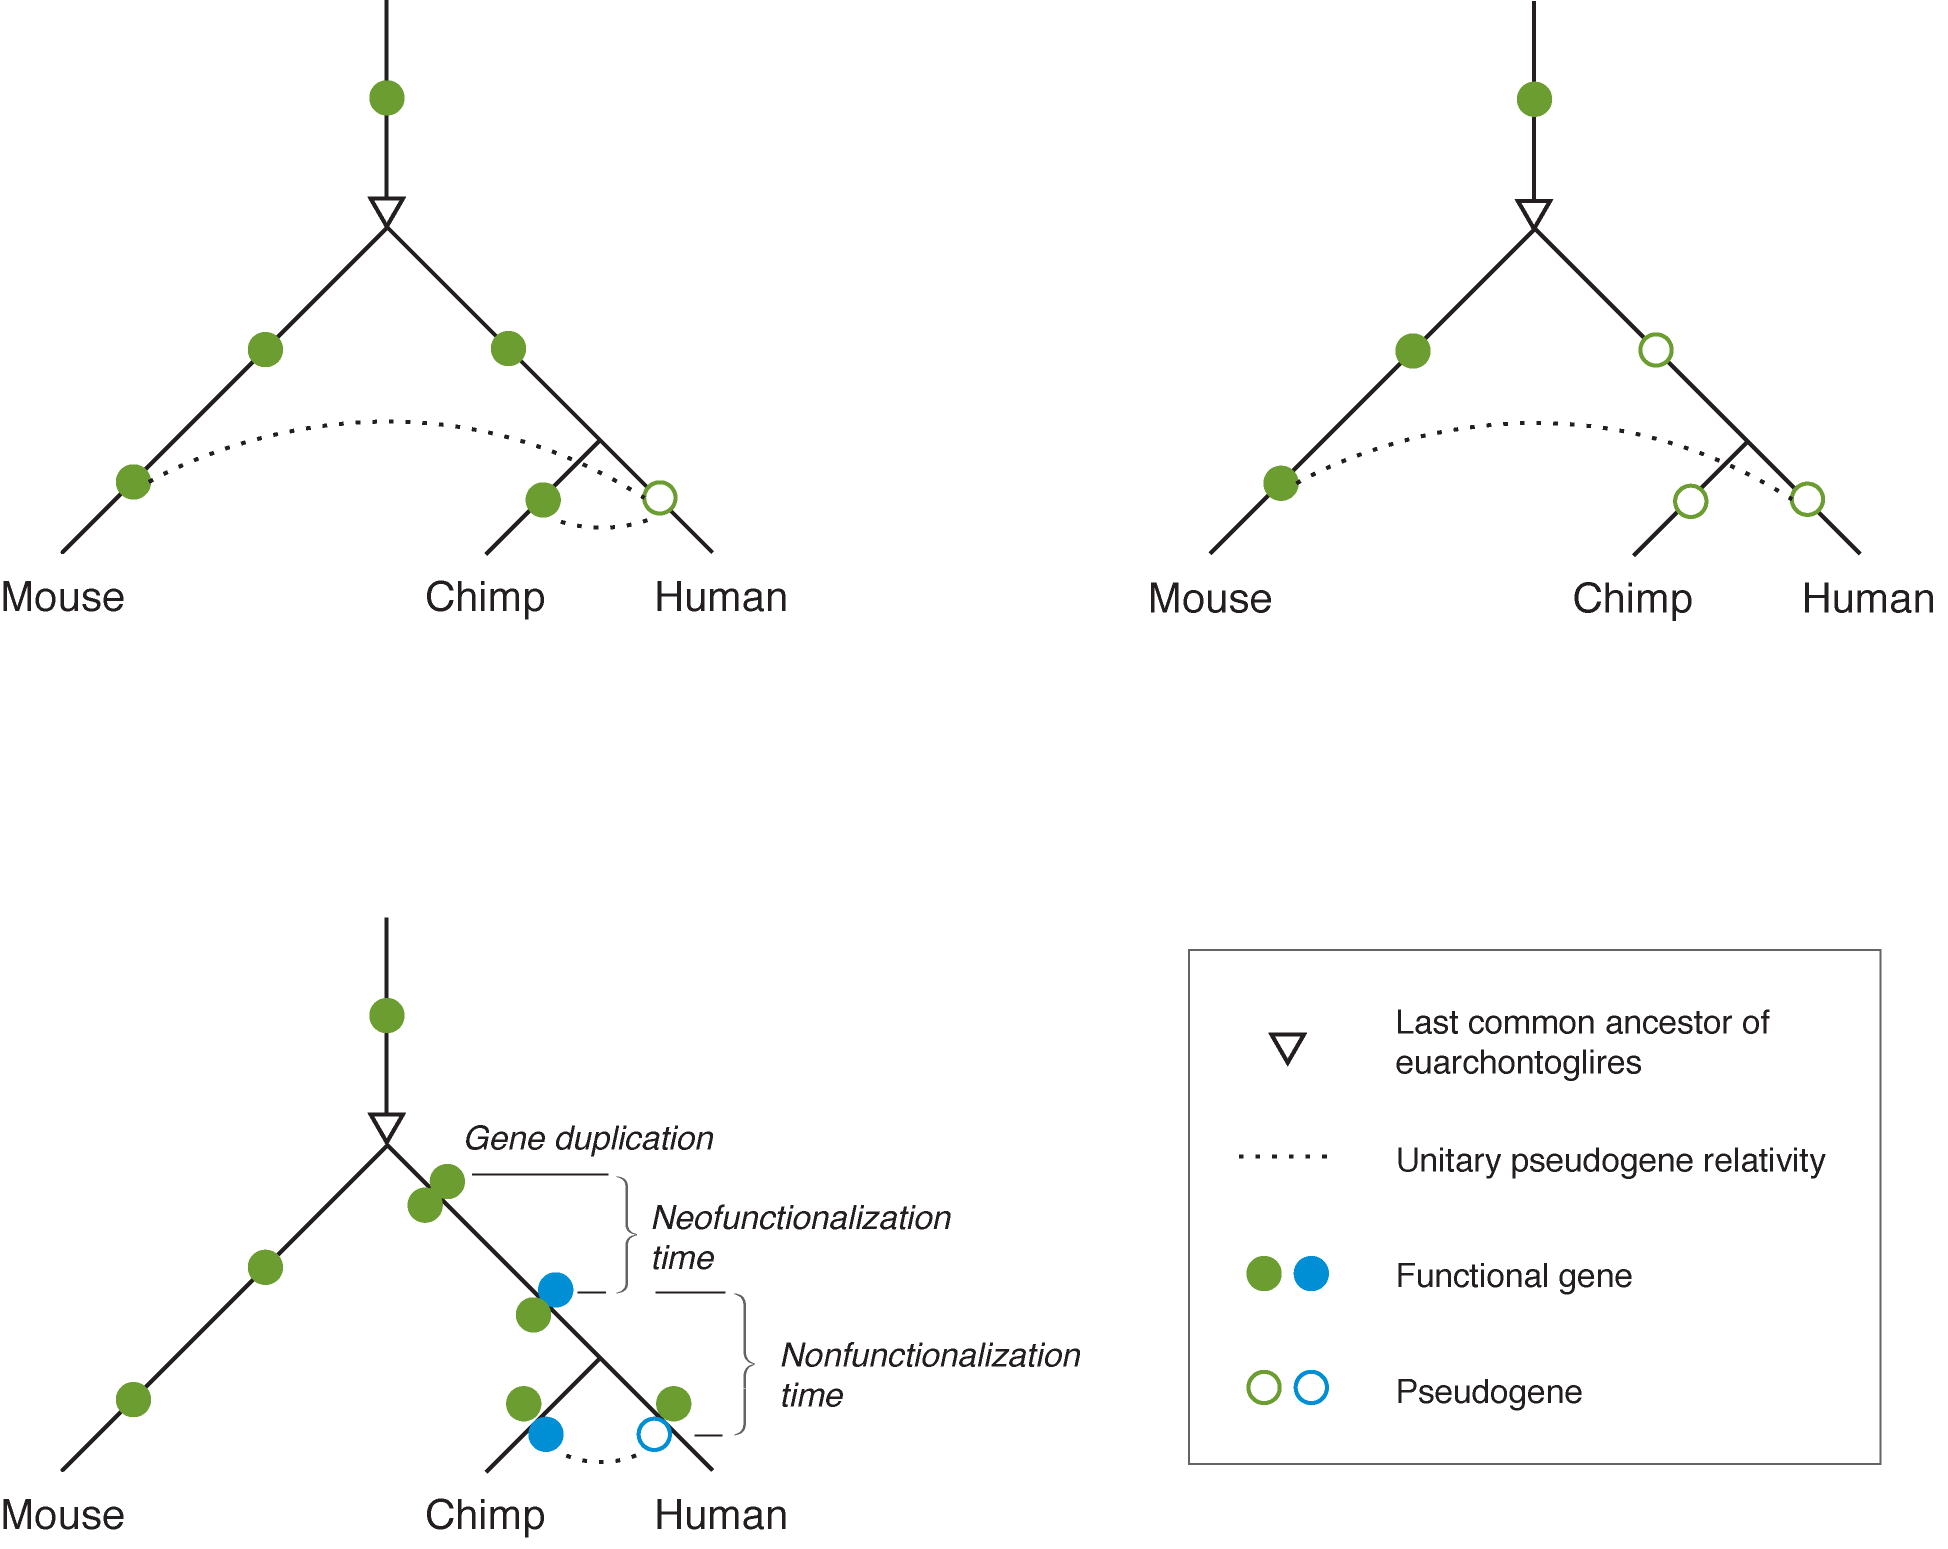 Mouse
Chimp
Human
Mouse
Chimp
Human
Gene duplication
Neofunctionalization
time
Nonfunctionalization
time
Mouse
Chimp
Human
Last common ancestor of
euarchontoglires
Unitary pseudogene relativity
Functional gene
Pseudogene